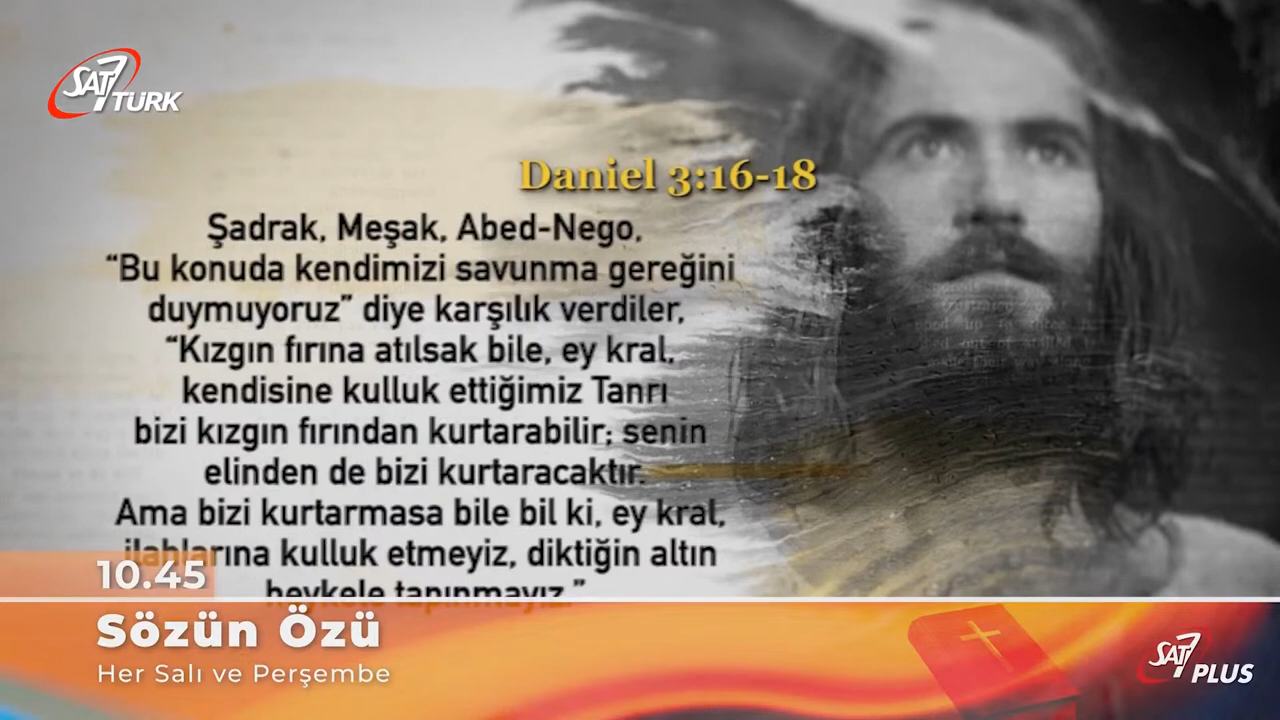 SAT7 TÜRK
Daniel 3:16-18
Şadrak, Meşak, Abed-Nego,
“Bu konuda kendimizi savunma gereğini
duymuyoruz” diye karşılık verdiler,
“Kızgın fırına atılsak bile, ey kral,
kendisine kulluk ettiğimiz Tanrı
bizi kızgın fırından kurtarabilir; senin
elinden de bizi kurtaracaktır.
Ama bizi kurtarmasa bile bil ki, ey kral,
ilahlarına kulluk etmeyiz, diktiğin altın
heykele tapınmayız.”
10.45
Sözün Özü
Her Salı ve Perşembe
SAT7 PLUS